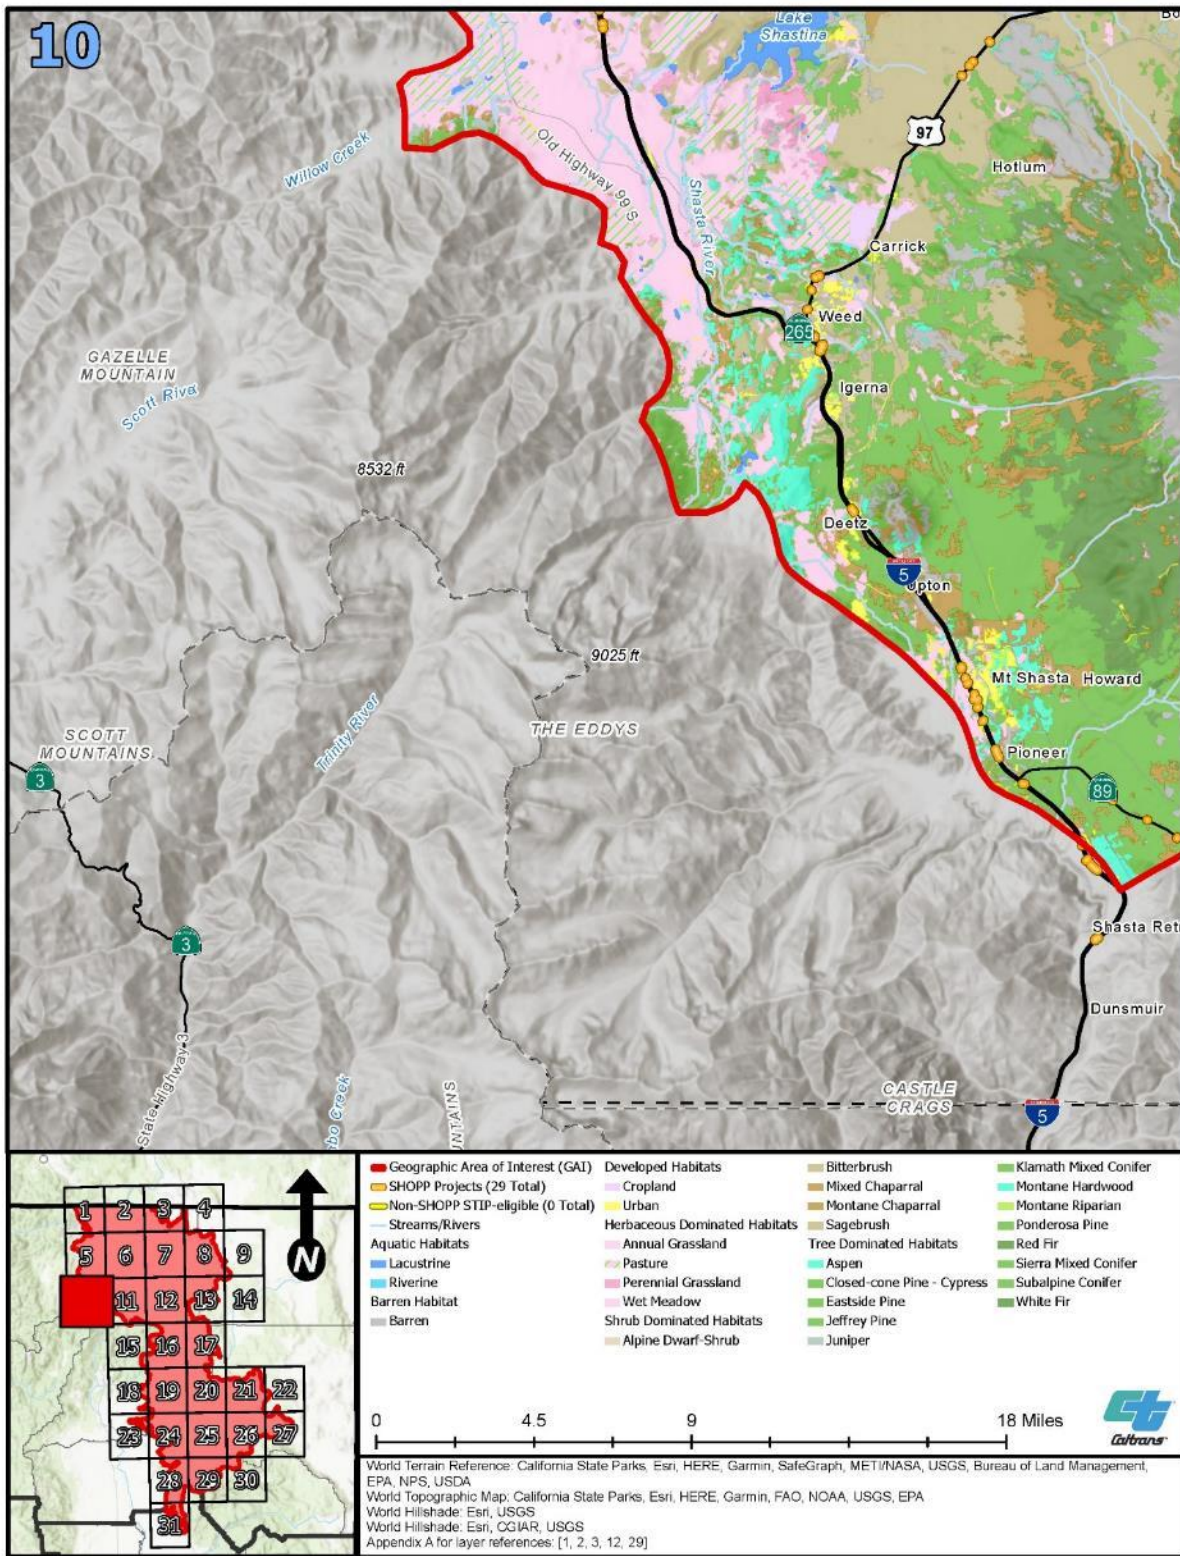 10
Lake
Shastina
97
Hotlum
Willow Creek
Old Highway 99 S
Shasta River
Carrick
Weed
265
Igerna
GAZELLE
MOUNTAIN
Scott River
8532 ft
Deetz
5
Upton
9025 ft
Mt Shasta
Howard
THE EDDYS
Trinity River
SCOTT
MOUNTAINS
Pioneer
3
89
3
Shasta Ret
Dunsmuir
State Highway 3
CASTLE
CRAGS
5
1 2 3 4
5 6 7 8 9
11 12 13 14
15 16 17
18 19 20 21 22
23 24 25 26 27
28 29 30
31
N
Geographic Area of Interest (GAI)
SHOPP Projects (29 Total)
Non-SHOPP STIP-eligible (0 Total)
Streams/Rivers
Aquatic Habitats
Lacustrine
Riverine
Barren Habitat
Barren
Developed Habitats
Cropland
Urban
Herbaceous Dominated Habitats
Annual Grassland
Pasture
Perennial Grassland
Wet Meadow
Shrub Dominated Habitats
Alpine Dwarf-Shrub
Bitterbrush
Mixed Chaparral
Montane Chaparral
Sagebrush
Tree Dominated Habitats
Aspen
Closed-cone Pine - Cypress
Eastside Pine
Jeffrey Pine
Juniper
Klamath Mixed Conifer
Montane Hardwood
Montane Riparian
Ponderosa Pine
Red Fir
Sierra Mixed Conifer
Subalpine Conifer
White Fir
0 4.5 9 18 Miles
Caltrans
World Terrain Reference: California State Parks, Esri, HERE, Garmin, SafeGraph, METI/NASA, USGS, Bureau of Land Management,
EPA, NPS, USDA
World Topographic Map: California State Parks, Esri, HERE, Garmin, FAO, NOAA, USGS, EPA
World Hillshade: Esri, USGS
World Hillshade: Esri, CGIAR, USGS
Appendix A for layer references: [1, 2, 3, 12, 29]